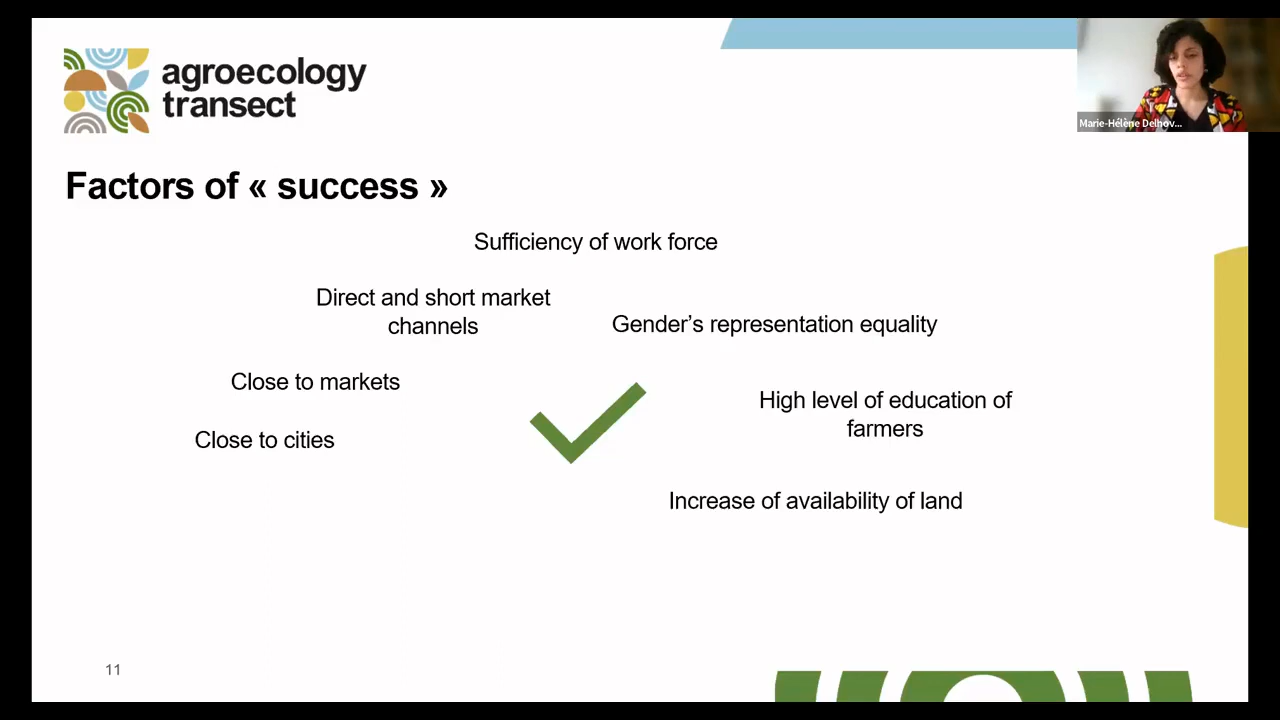 agroecology
transect
Marie-Hélène Delhov...
Factors of « success »
Sufficiency of work force
Direct and short market
channels
Gender’s representation equality
Close to markets
High level of education of
farmers
Close to cities
Increase of availability of land
11